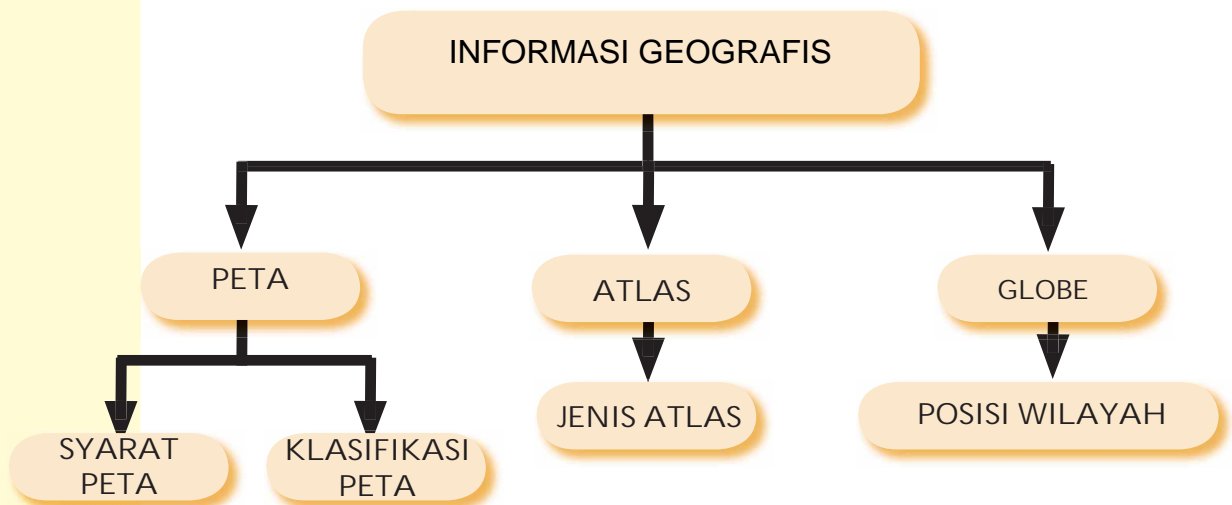 INFORMASI GEOGRAFIS
PETA
ATLAS
GLOBE
SYARAT
PETA
KLASIFIKASI
PETA
JENIS ATLAS
POSISI WILAYAH